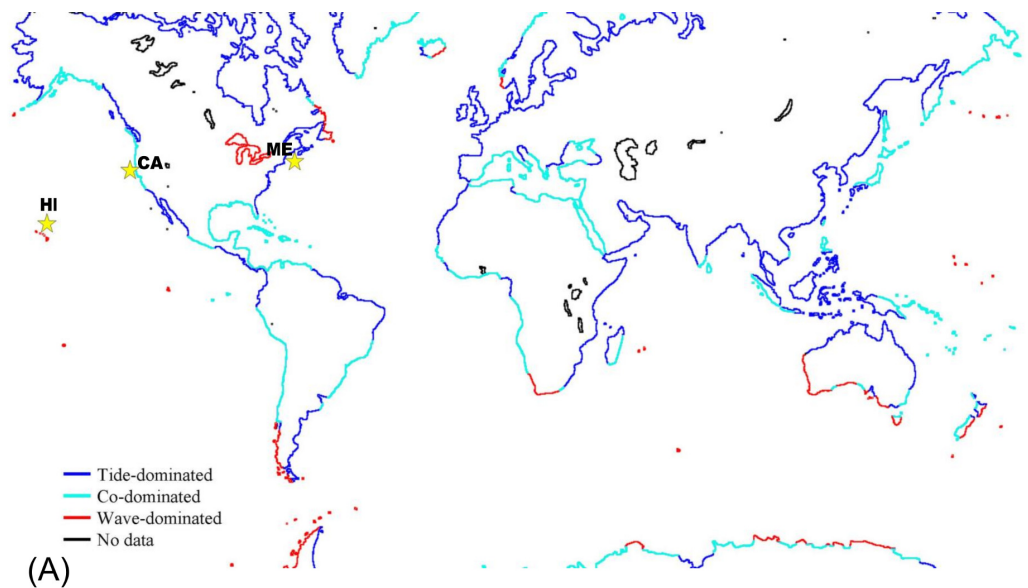 ME
CA
HI
Tide-dominated
Co-dominated
Wave-dominated
No data
(A)